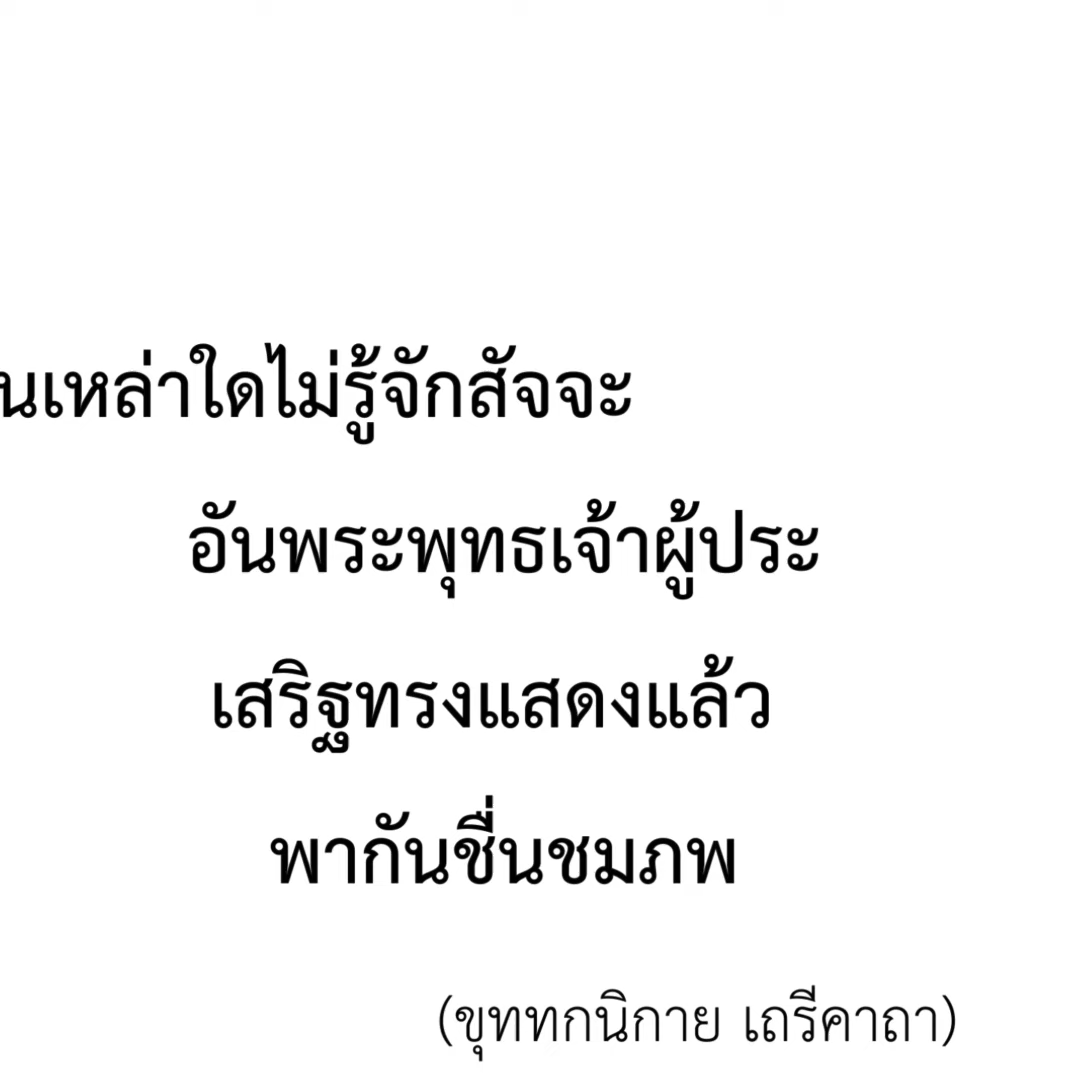 นเหล่าใดไม่รู้จักสัจจะ
อันพระพุทธเจ้าผู้ประ
เสริฐทรงแสดงแล้ว
พากันชื่นชมภพ
(ขุททกนิกาย เถรีคาถา)